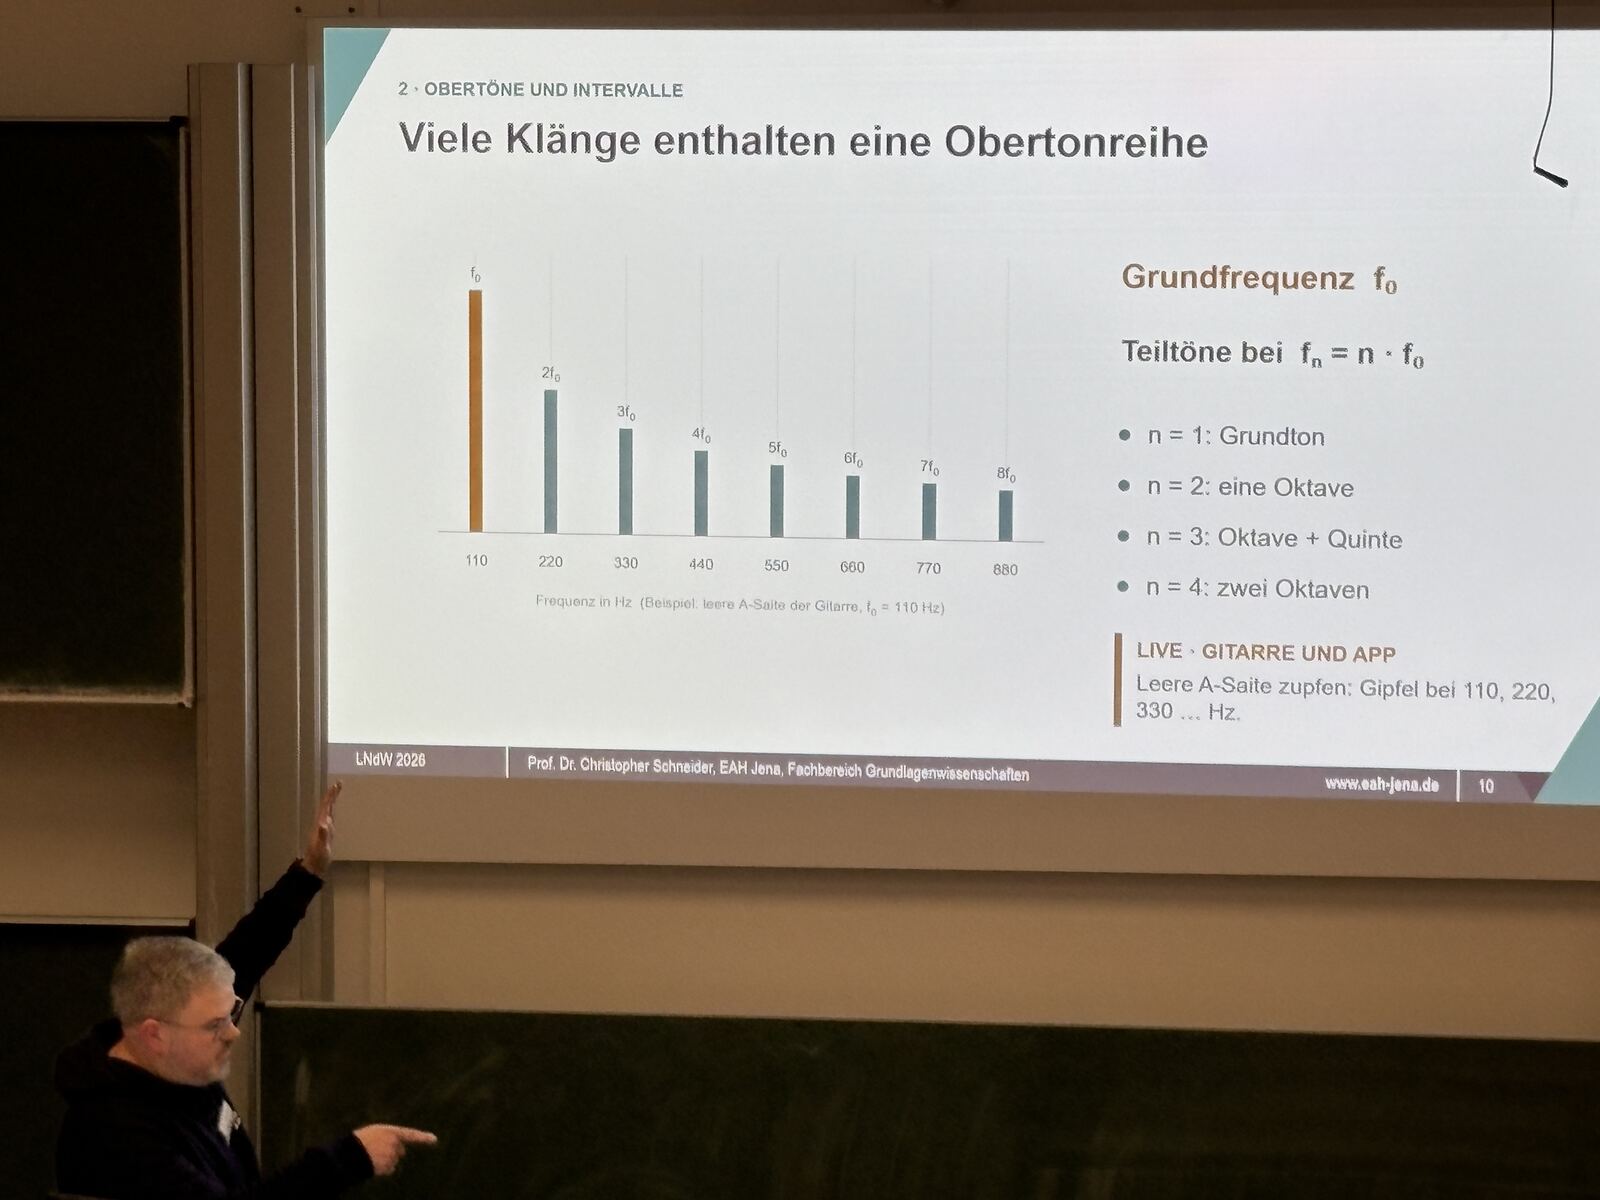 2 · OBERTÖNE UND INTERVALLE
Viele Klänge enthalten eine Obertonreihe
f₀
2f₀
3f₀
4f₀
5f₀
6f₀
7f₀
8f₀
110 220 330 440 550 660 770 880
Frequenz in Hz (Beispiel: leere A-Saite der Gitarre, f₀ = 110 Hz)
Grundfrequenz f₀
Teiltöne bei fₙ = n · f₀
• n = 1: Grundton
• n = 2: eine Oktave
• n = 3: Oktave + Quinte
• n = 4: zwei Oktaven
LIVE · GITARRE UND APP
Leere A-Saite zupfen: Gipfel bei 110, 220,
330 ... Hz.
LNdW 2026
Prof. Dr. Christopher Schneider, EAH Jena, Fachbereich Grundlagenwissenschaften
www.eah-jena.de
10